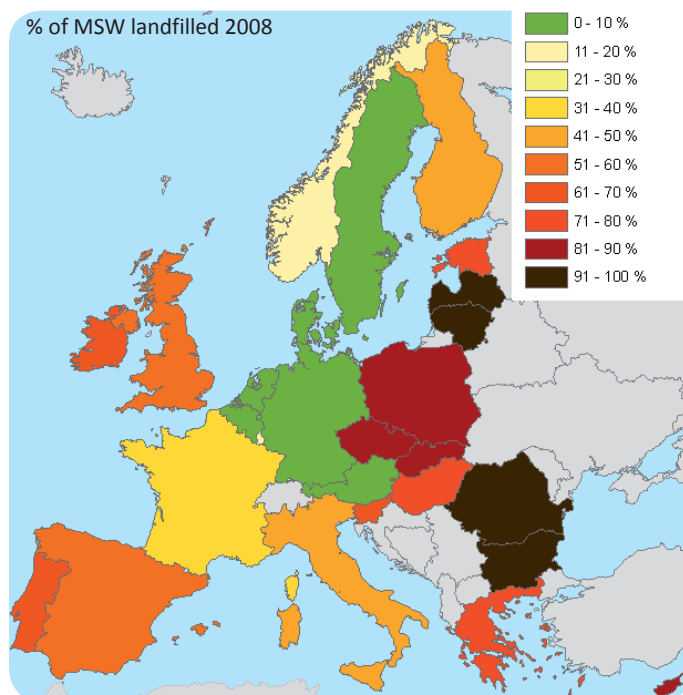 % of MSW landfilled 2008
0 - 10 %
11 - 20 %
21 - 30 %
31 - 40 %
41 - 50 %
51 - 60 %
61 - 70 %
71 - 80 %
81 - 90 %
91 - 100 %